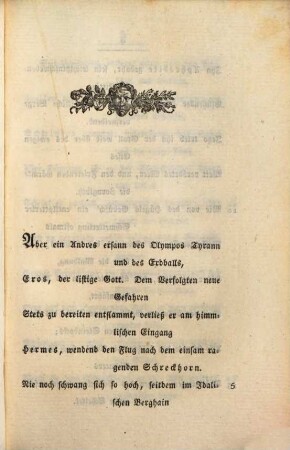 Aber ein Andres ersann des Olympos Tyrann
und des Erdballs,
Eros, der listige Gott. Dem Verfolgten neue
Gefahren
Stets zu bereiten entflammt, verließ er am himm-
lischen Eingang
Hermes, wendend den Flug nach dem einsam ra-
genden Schreckhorn.
Nie noch schwang sich so hoch, seitdem im Idali- 5
schen Berghain